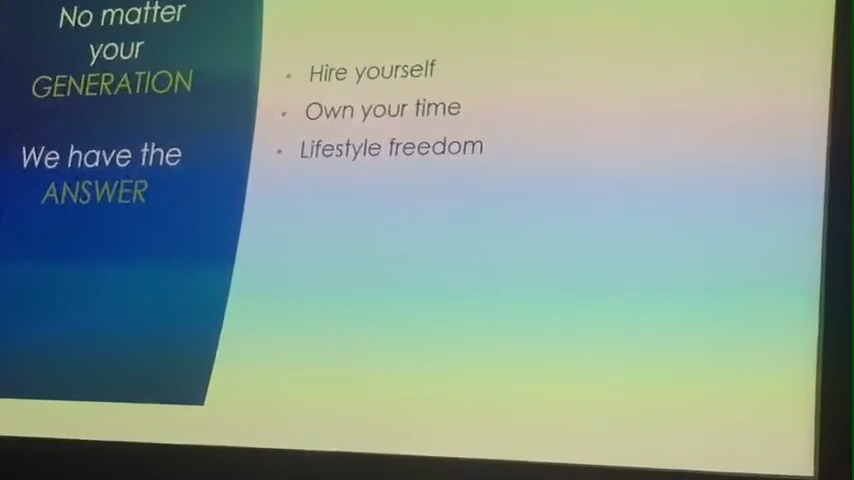 No matter
your
GENERATION
We have the
ANSWER
• Hire yourself
• Own your time
• Lifestyle freedom